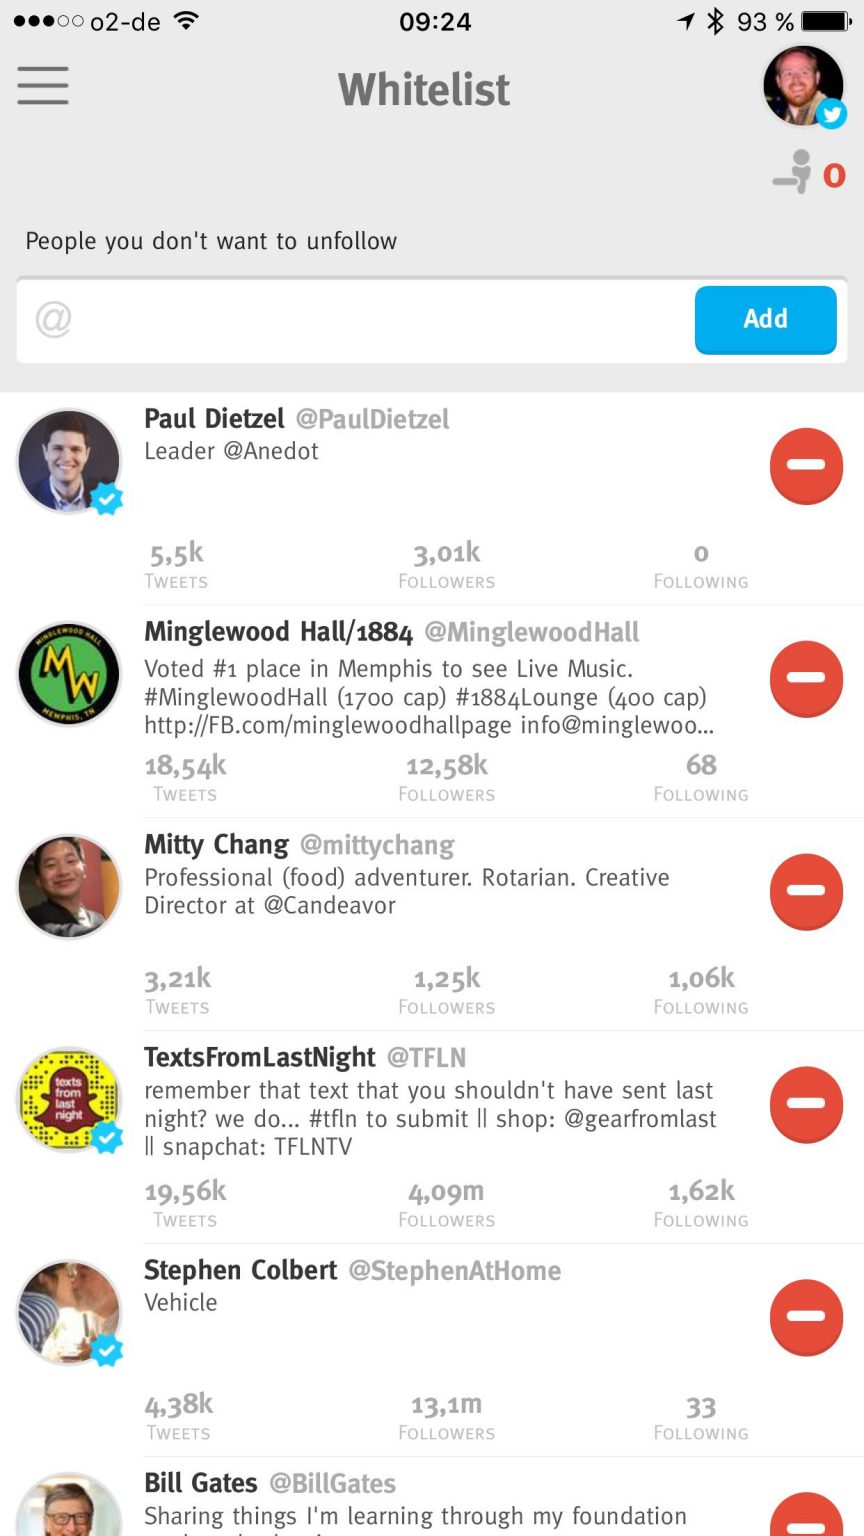 o2-de 09:24 93 %
Whitelist
0
People you don't want to unfollow
@ Add
Paul Dietzel @PaulDietzel
Leader @Anedot
5,5k 3,01k 0
TWEETS FOLLOWERS FOLLOWING
MINGLEWOOD HALL
MW
MEMPHIS, TN
Minglewood Hall/1884 @MinglewoodHall
Voted #1 place in Memphis to see Live Music.
#MinglewoodHall (1700 cap) #1884Lounge (400 cap)
http://FB.com/minglewoodhallpage info@minglewoo...
18,54k 12,58k 68
TWEETS FOLLOWERS FOLLOWING
Mitty Chang @mittychang
Professional (food) adventurer. Rotarian. Creative
Director at @Candeavor
3,21k 1,25k 1,06k
TWEETS FOLLOWERS FOLLOWING
texts
from
last
night
TextsFromLastNight @TFLN
remember that text that you shouldn't have sent last
night? we do... #tfln to submit || shop: @gearfromlast
|| snapchat: TFLNTV
19,56k 4,09m 1,62k
TWEETS FOLLOWERS FOLLOWING
Stephen Colbert @StephenAtHome
Vehicle
4,38k 13,1m 33
TWEETS FOLLOWERS FOLLOWING
Bill Gates @BillGates
Sharing things I'm learning through my foundation